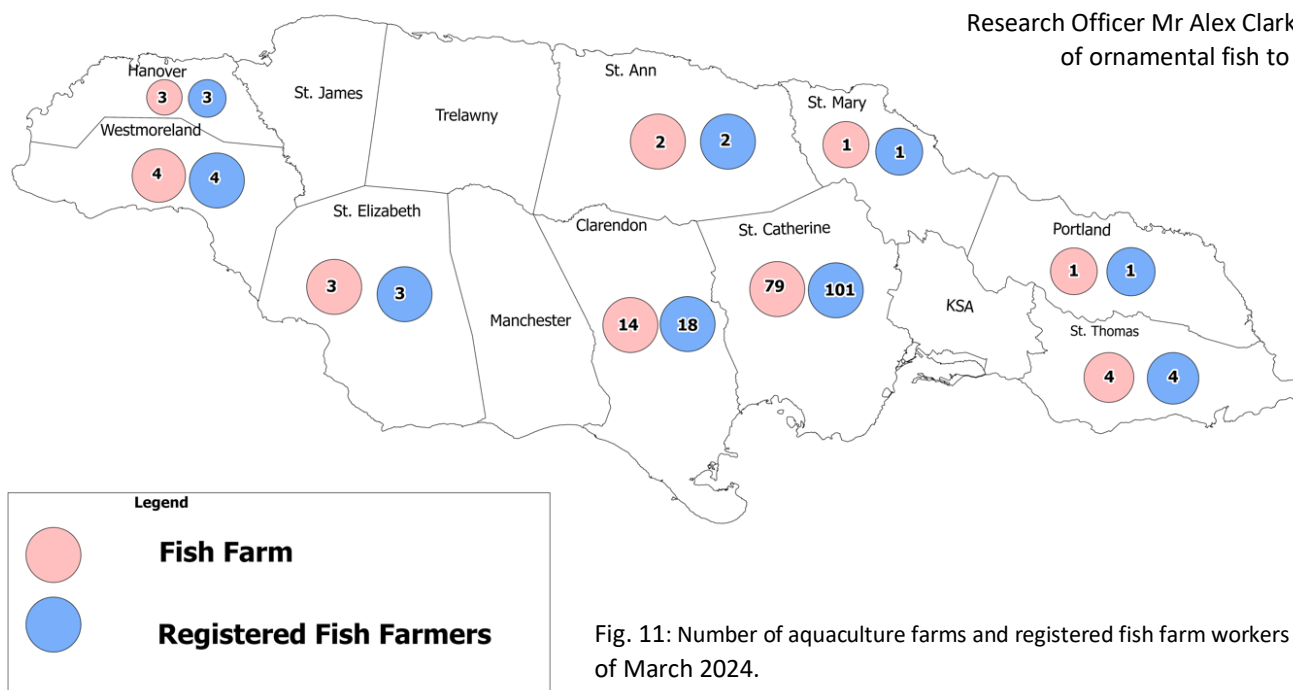 Research Officer Mr Alex Clark
of ornamental fish to
Hanover
3 3
Westmoreland
4 4
St. James
Trelawny
St. Ann
2 2
St. Mary
1 1
St. Elizabeth
3 3
Manchester
Clarendon
14 18
St. Catherine
79 101
KSA
Portland
1 1
St. Thomas
4 4
Legend
Fish Farm
Registered Fish Farmers
Fig. 11: Number of aquaculture farms and registered fish farm workers
of March 2024.